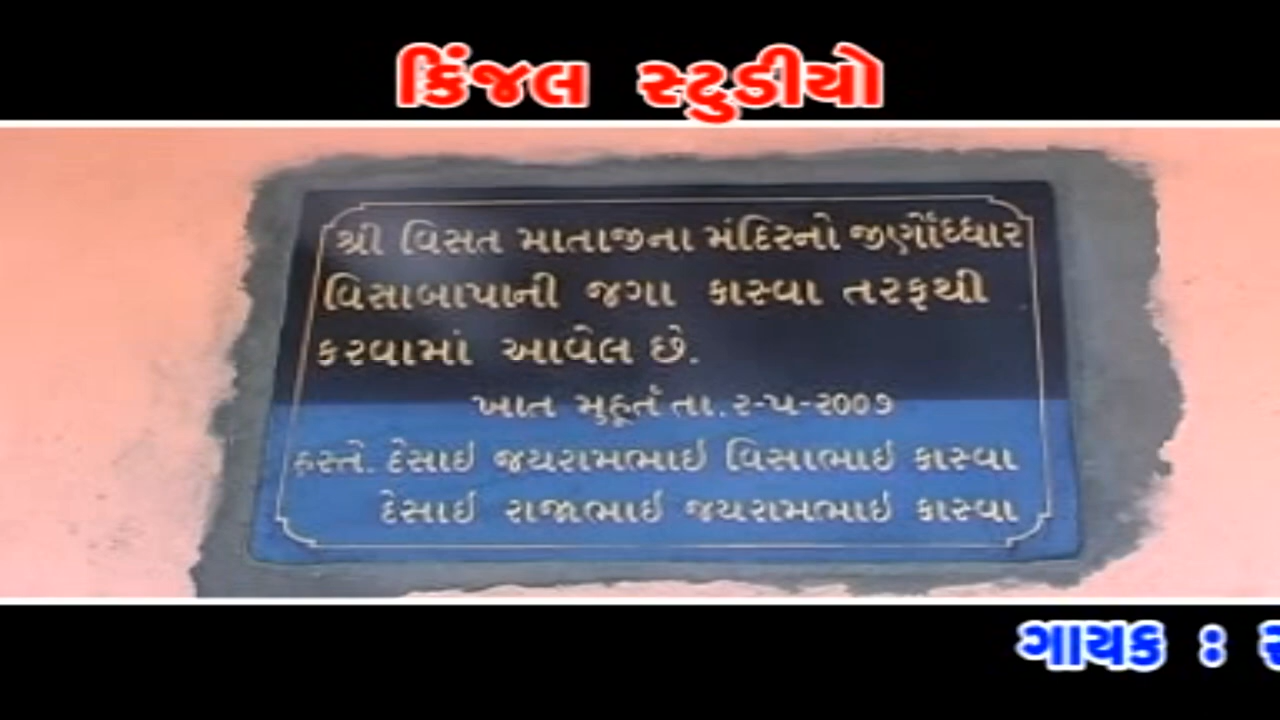 કિંજલ સ્ટુડીયો
શ્રી વિસત માતાજીના મંદિરનો જીર્ણોધ્ધાર
વિસાબાપાની જગા કાસ્વા તરફથી
કરવામાં આવેલ છે.
ખાત મુહૂર્ત તા.૨-૫-૨૦૦૭
હસ્તે. દેસાઇ જયરામભાઇ વિસાભાઇ કાસ્વા
દેસાઇ રાજાભાઇ જયરામભાઇ કાસ્વા
ગાયક :